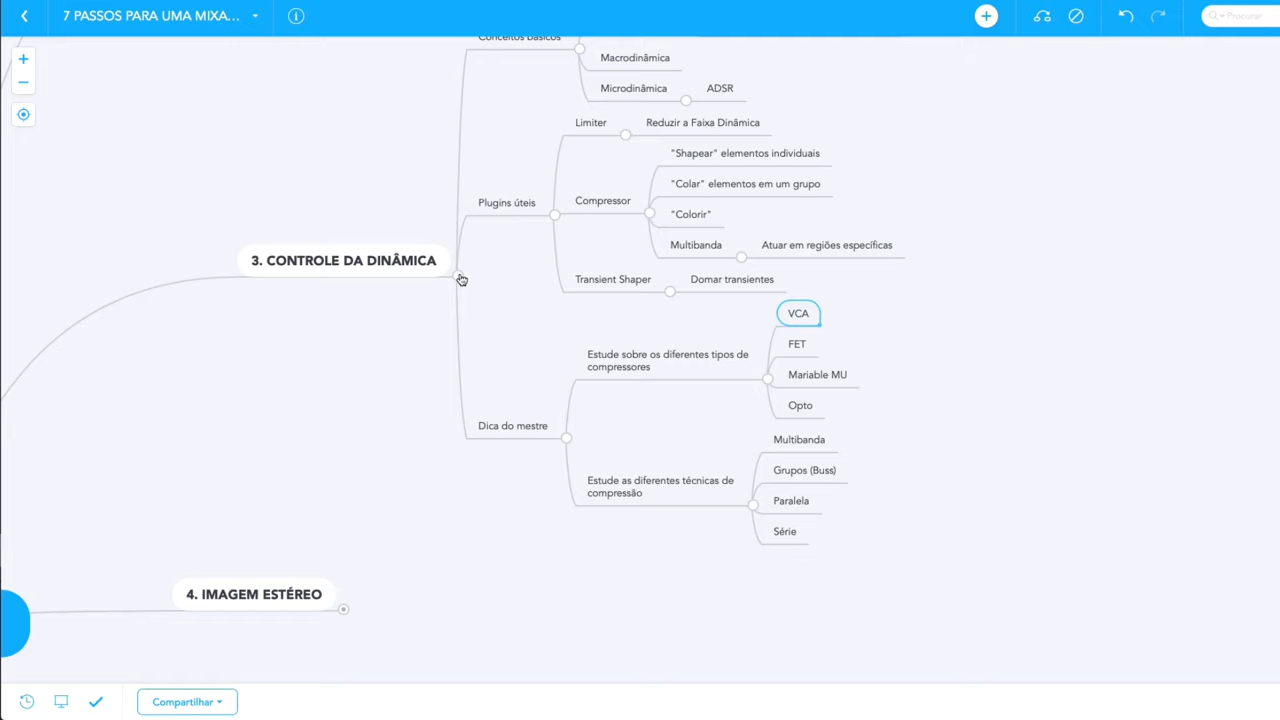 7 PASSOS PARA UMA MIXA...
Procurar
Conceitos básicos
Macrodinâmica
Microdinâmica
ADSR
Limiter
Reduzir a Faixa Dinâmica
"Shapear" elementos individuais
"Colar" elementos em um grupo
Plugins úteis
Compressor
"Colorir"
Multibanda
Atuar em regiões específicas
3. CONTROLE DA DINÂMICA
Transient Shaper
Domar transientes
VCA
FET
Estude sobre os diferentes tipos de
compressores
Mariable MU
Opto
Dica do mestre
Multibanda
Grupos (Buss)
Estude as diferentes técnicas de
compressão
Paralela
Série
4. IMAGEM ESTÉREO
Compartilhar